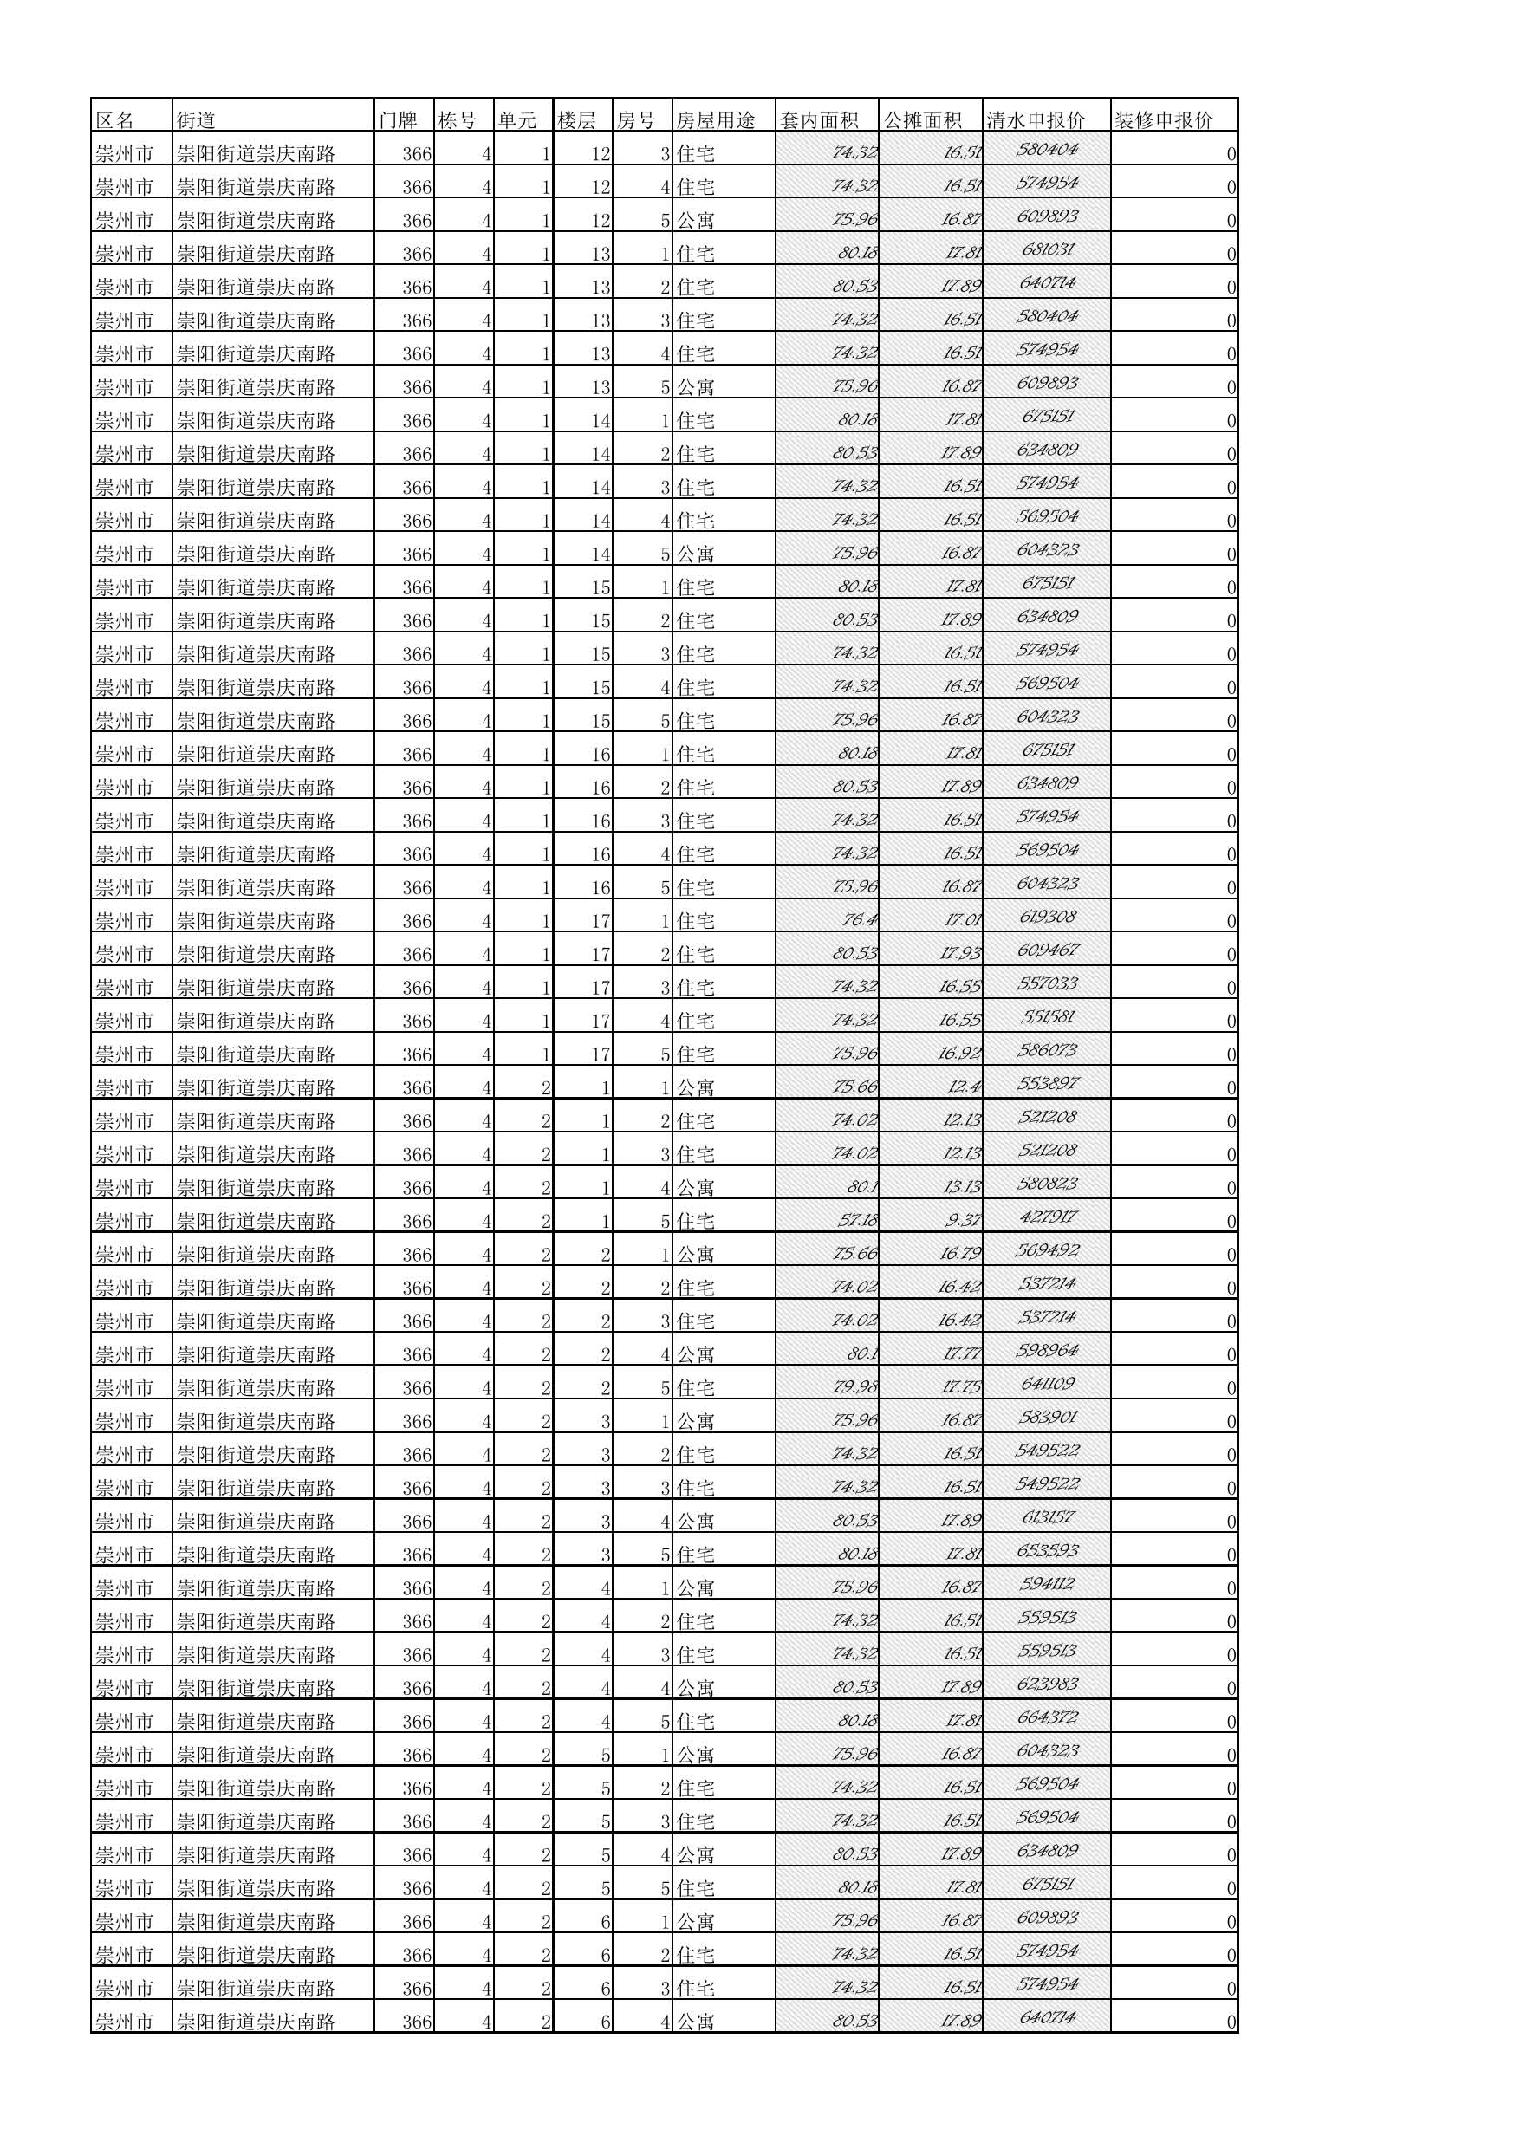 区名 街道 门牌 栋号 单元 楼层 房号 房屋用途 套内面积 公摊面积 清水申报价 装修申报价
崇州市 崇阳街道崇庆南路 366 4 1 12 3 住宅 74.32 16.51 580404 0
崇州市 崇阳街道崇庆南路 366 4 1 12 4 住宅 74.32 16.51 574954 0
崇州市 崇阳街道崇庆南路 366 4 1 12 5 公寓 75.96 16.87 609893 0
崇州市 崇阳街道崇庆南路 366 4 1 13 1 住宅 80.18 17.81 681031 0
崇州市 崇阳街道崇庆南路 366 4 1 13 2 住宅 80.53 17.89 640714 0
崇州市 崇阳街道崇庆南路 366 4 1 13 3 住宅 74.32 16.51 580404 0
崇州市 崇阳街道崇庆南路 366 4 1 13 4 住宅 74.32 16.51 574954 0
崇州市 崇阳街道崇庆南路 366 4 1 13 5 公寓 75.96 16.87 609893 0
崇州市 崇阳街道崇庆南路 366 4 1 14 1 住宅 80.18 17.81 675151 0
崇州市 崇阳街道崇庆南路 366 4 1 14 2 住宅 80.53 17.89 634809 0
崇州市 崇阳街道崇庆南路 366 4 1 14 3 住宅 74.32 16.51 574954 0
崇州市 崇阳街道崇庆南路 366 4 1 14 4 住宅 74.32 16.51 569504 0
崇州市 崇阳街道崇庆南路 366 4 1 14 5 公寓 75.96 16.87 604323 0
崇州市 崇阳街道崇庆南路 366 4 1 15 1 住宅 80.18 17.81 675151 0
崇州市 崇阳街道崇庆南路 366 4 1 15 2 住宅 80.53 17.89 634809 0
崇州市 崇阳街道崇庆南路 366 4 1 15 3 住宅 74.32 16.51 574954 0
崇州市 崇阳街道崇庆南路 366 4 1 15 4 住宅 74.32 16.51 569504 0
崇州市 崇阳街道崇庆南路 366 4 1 15 5 住宅 75.96 16.87 604323 0
崇州市 崇阳街道崇庆南路 366 4 1 16 1 住宅 80.18 17.81 675151 0
崇州市 崇阳街道崇庆南路 366 4 1 16 2 住宅 80.53 17.89 634809 0
崇州市 崇阳街道崇庆南路 366 4 1 16 3 住宅 74.32 16.51 574954 0
崇州市 崇阳街道崇庆南路 366 4 1 16 4 住宅 74.32 16.51 569504 0
崇州市 崇阳街道崇庆南路 366 4 1 16 5 住宅 75.96 16.87 604323 0
崇州市 崇阳街道崇庆南路 366 4 1 17 1 住宅 76.4 17.01 619308 0
崇州市 崇阳街道崇庆南路 366 4 1 17 2 住宅 80.53 17.93 609467 0
崇州市 崇阳街道崇庆南路 366 4 1 17 3 住宅 74.32 16.55 557033 0
崇州市 崇阳街道崇庆南路 366 4 1 17 4 住宅 74.32 16.55 551581 0
崇州市 崇阳街道崇庆南路 366 4 1 17 5 住宅 75.96 16.92 586073 0
崇州市 崇阳街道崇庆南路 366 4 2 1 1 公寓 75.66 12.4 553897 0
崇州市 崇阳街道崇庆南路 366 4 2 1 2 住宅 74.02 12.13 521208 0
崇州市 崇阳街道崇庆南路 366 4 2 1 3 住宅 74.02 12.13 521208 0
崇州市 崇阳街道崇庆南路 366 4 2 1 4 公寓 80.1 13.13 580823 0
崇州市 崇阳街道崇庆南路 366 4 2 1 5 住宅 57.18 9.37 427917 0
崇州市 崇阳街道崇庆南路 366 4 2 2 1 公寓 75.66 16.79 569492 0
崇州市 崇阳街道崇庆南路 366 4 2 2 2 住宅 74.02 16.42 537214 0
崇州市 崇阳街道崇庆南路 366 4 2 2 3 住宅 74.02 16.42 537214 0
崇州市 崇阳街道崇庆南路 366 4 2 2 4 公寓 80.1 17.77 598964 0
崇州市 崇阳街道崇庆南路 366 4 2 2 5 住宅 79.98 17.75 641109 0
崇州市 崇阳街道崇庆南路 366 4 2 3 1 公寓 75.96 16.87 583901 0
崇州市 崇阳街道崇庆南路 366 4 2 3 2 住宅 74.32 16.51 549522 0
崇州市 崇阳街道崇庆南路 366 4 2 3 3 住宅 74.32 16.51 549522 0
崇州市 崇阳街道崇庆南路 366 4 2 3 4 公寓 80.53 17.89 613157 0
崇州市 崇阳街道崇庆南路 366 4 2 3 5 住宅 80.18 17.81 653593 0
崇州市 崇阳街道崇庆南路 366 4 2 4 1 公寓 75.96 16.87 594112 0
崇州市 崇阳街道崇庆南路 366 4 2 4 2 住宅 74.32 16.51 559513 0
崇州市 崇阳街道崇庆南路 366 4 2 4 3 住宅 74.32 16.51 559513 0
崇州市 崇阳街道崇庆南路 366 4 2 4 4 公寓 80.53 17.89 623983 0
崇州市 崇阳街道崇庆南路 366 4 2 4 5 住宅 80.18 17.81 664372 0
崇州市 崇阳街道崇庆南路 366 4 2 5 1 公寓 75.96 16.87 604323 0
崇州市 崇阳街道崇庆南路 366 4 2 5 2 住宅 74.32 16.51 569504 0
崇州市 崇阳街道崇庆南路 366 4 2 5 3 住宅 74.32 16.51 569504 0
崇州市 崇阳街道崇庆南路 366 4 2 5 4 公寓 80.53 17.89 634809 0
崇州市 崇阳街道崇庆南路 366 4 2 5 5 住宅 80.18 17.81 675151 0
崇州市 崇阳街道崇庆南路 366 4 2 6 1 公寓 75.96 16.87 609893 0
崇州市 崇阳街道崇庆南路 366 4 2 6 2 住宅 74.32 16.51 574954 0
崇州市 崇阳街道崇庆南路 366 4 2 6 3 住宅 74.32 16.51 574954 0
崇州市 崇阳街道崇庆南路 366 4 2 6 4 公寓 80.53 17.89 640714 0